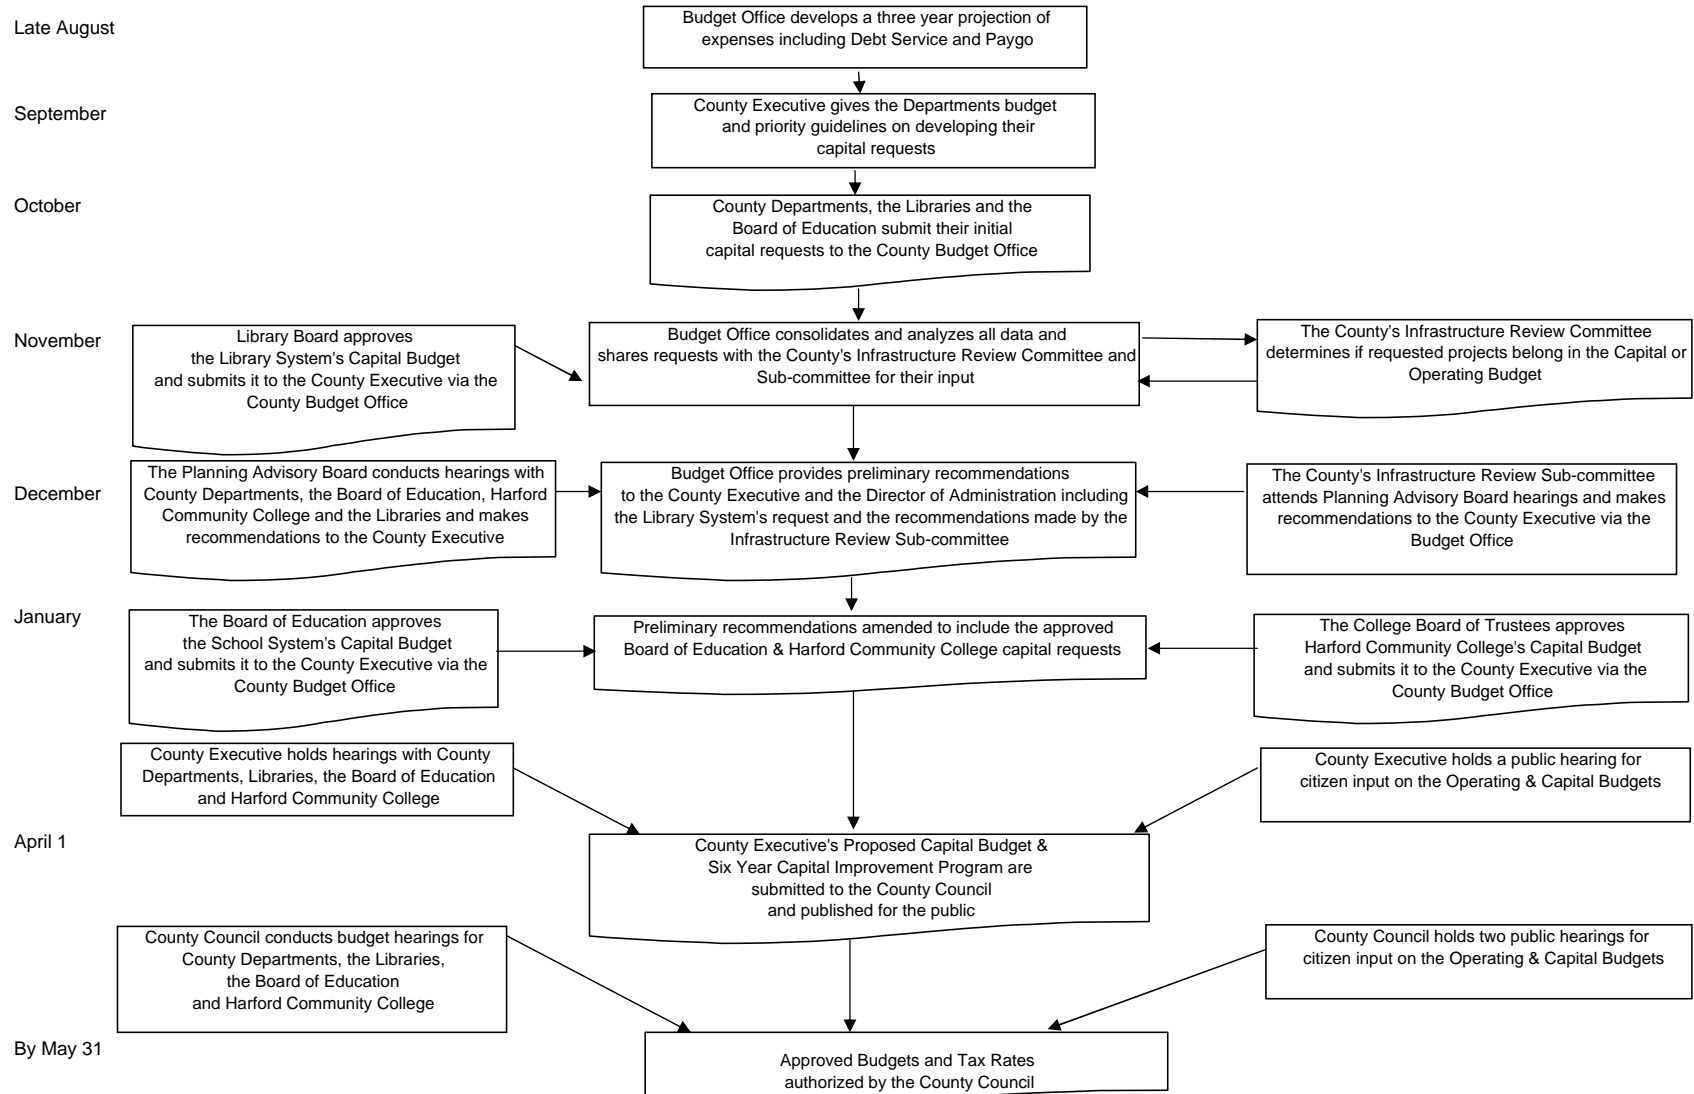 Late August
Budget Office develops a three year projection of
expenses including Debt Service and Paygo
September
County Executive gives the Departments budget
and priority guidelines on developing their
capital requests
October
County Departments, the Libraries and the
Board of Education submit their initial
capital requests to the County Budget Office
November
Library Board approves
the Library System's Capital Budget
and submits it to the County Executive via the
County Budget Office
Budget Office consolidates and analyzes all data and
shares requests with the County's Infrastructure Review Committee and
Sub-committee for their input
The County's Infrastructure Review Committee
determines if requested projects belong in the Capital or
Operating Budget
December
The Planning Advisory Board conducts hearings with
County Departments, the Board of Education, Harford
Community College and the Libraries and makes
recommendations to the County Executive
Budget Office provides preliminary recommendations
to the County Executive and the Director of Administration including
the Library System's request and the recommendations made by the
Infrastructure Review Sub-committee
The County's Infrastructure Review Sub-committee
attends Planning Advisory Board hearings and makes
recommendations to the County Executive via the
Budget Office
January
The Board of Education approves
the School System's Capital Budget
and submits it to the County Executive via the
County Budget Office
Preliminary recommendations amended to include the approved
Board of Education & Harford Community College capital requests
The College Board of Trustees approves
Harford Community College's Capital Budget
and submits it to the County Executive via the
County Budget Office
County Executive holds hearings with County
Departments, Libraries, the Board of Education
and Harford Community College
County Executive holds a public hearing for
citizen input on the Operating & Capital Budgets
April 1
County Executive's Proposed Capital Budget &
Six Year Capital Improvement Program are
submitted to the County Council
and published for the public
County Council conducts budget hearings for
County Departments, the Libraries,
the Board of Education
and Harford Community College
County Council holds two public hearings for
citizen input on the Operating & Capital Budgets
By May 31
Approved Budgets and Tax Rates
authorized by the County Council